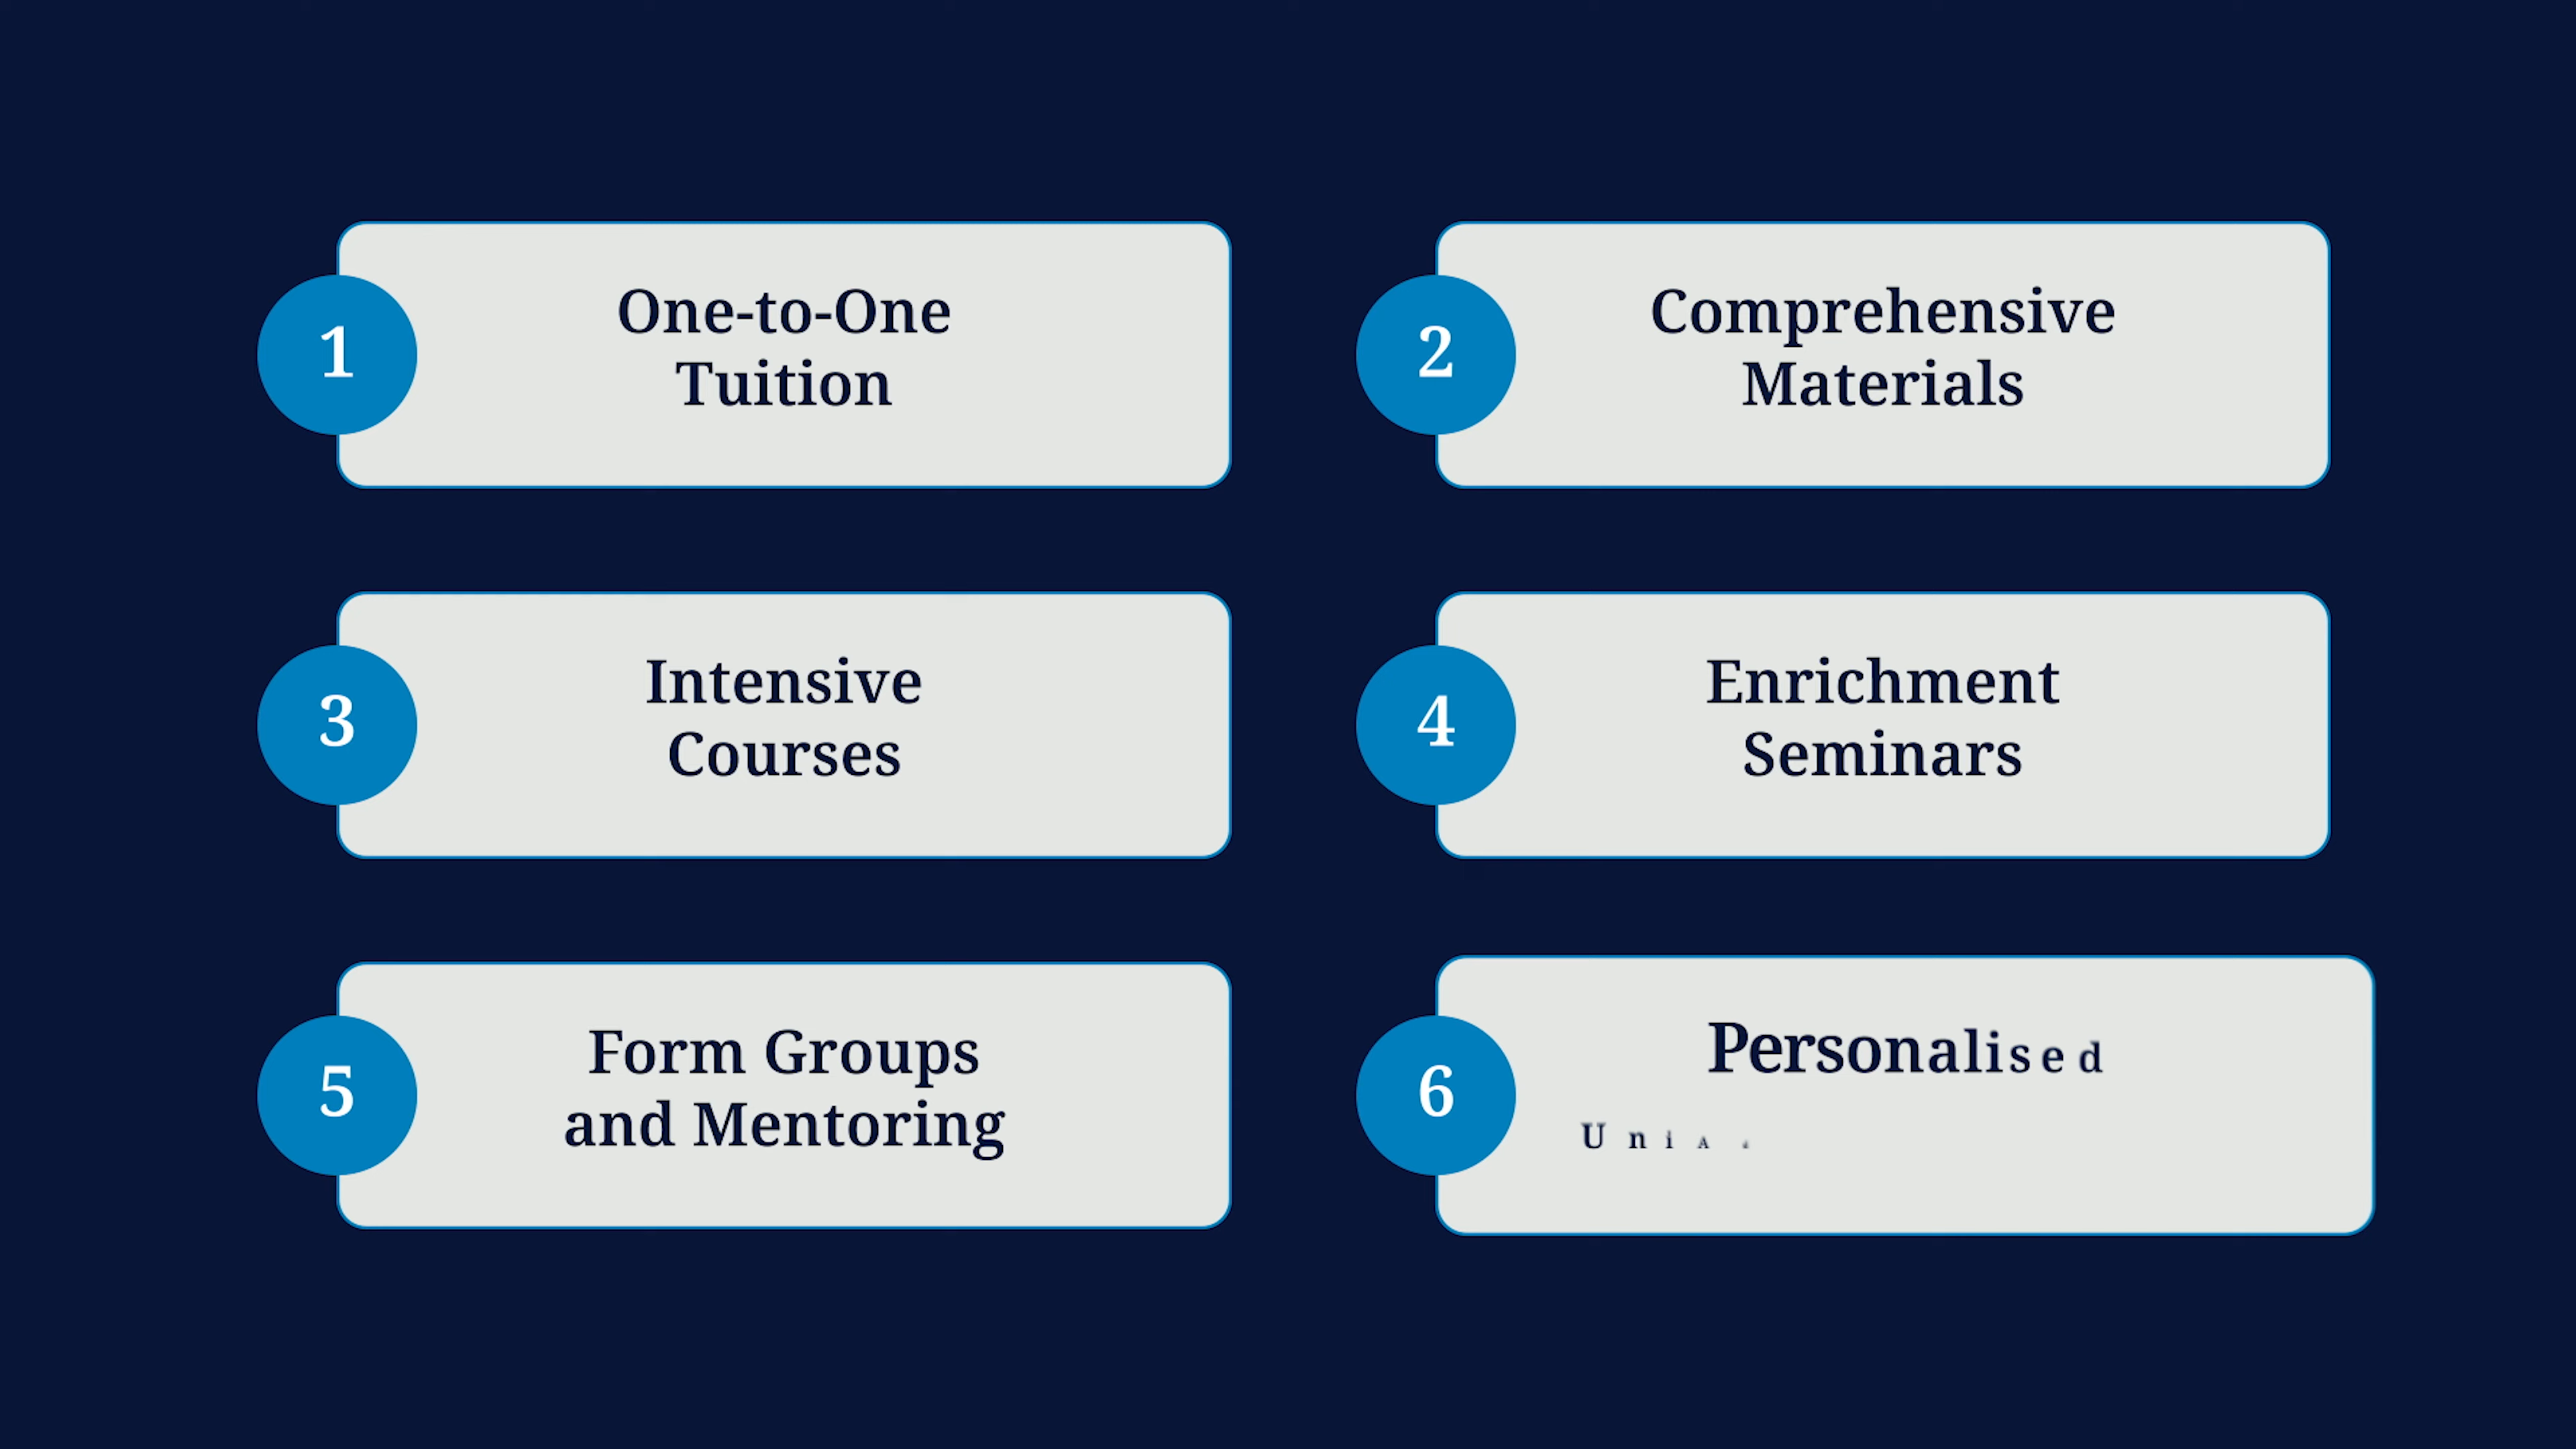 1
One-to-One
Tuition
2
Comprehensive
Materials
3
Intensive
Courses
4
Enrichment
Seminars
5
Form Groups
and Mentoring
6
Personalised
UniA